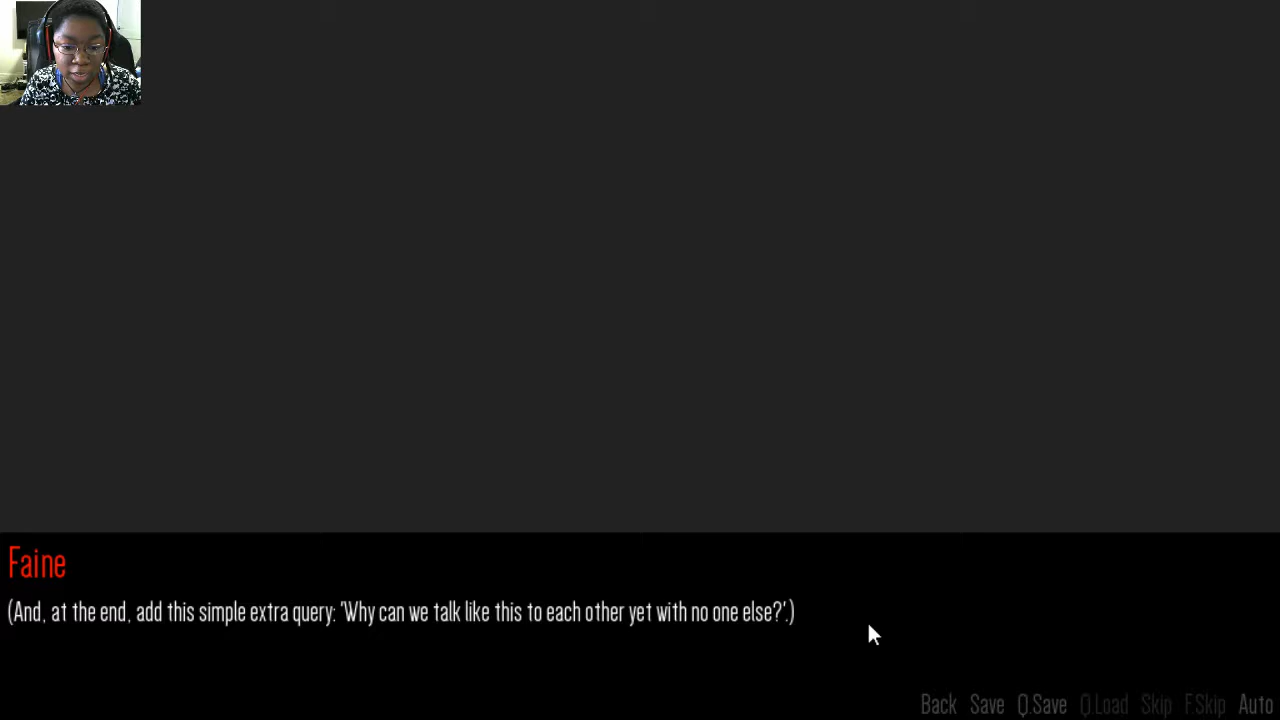 Faine
(And, at the end, add this simple extra query: 'Why can we talk like this to each other yet with no one else?'.)
Back Save Q.Save Q.Load Skip F.Skip Auto